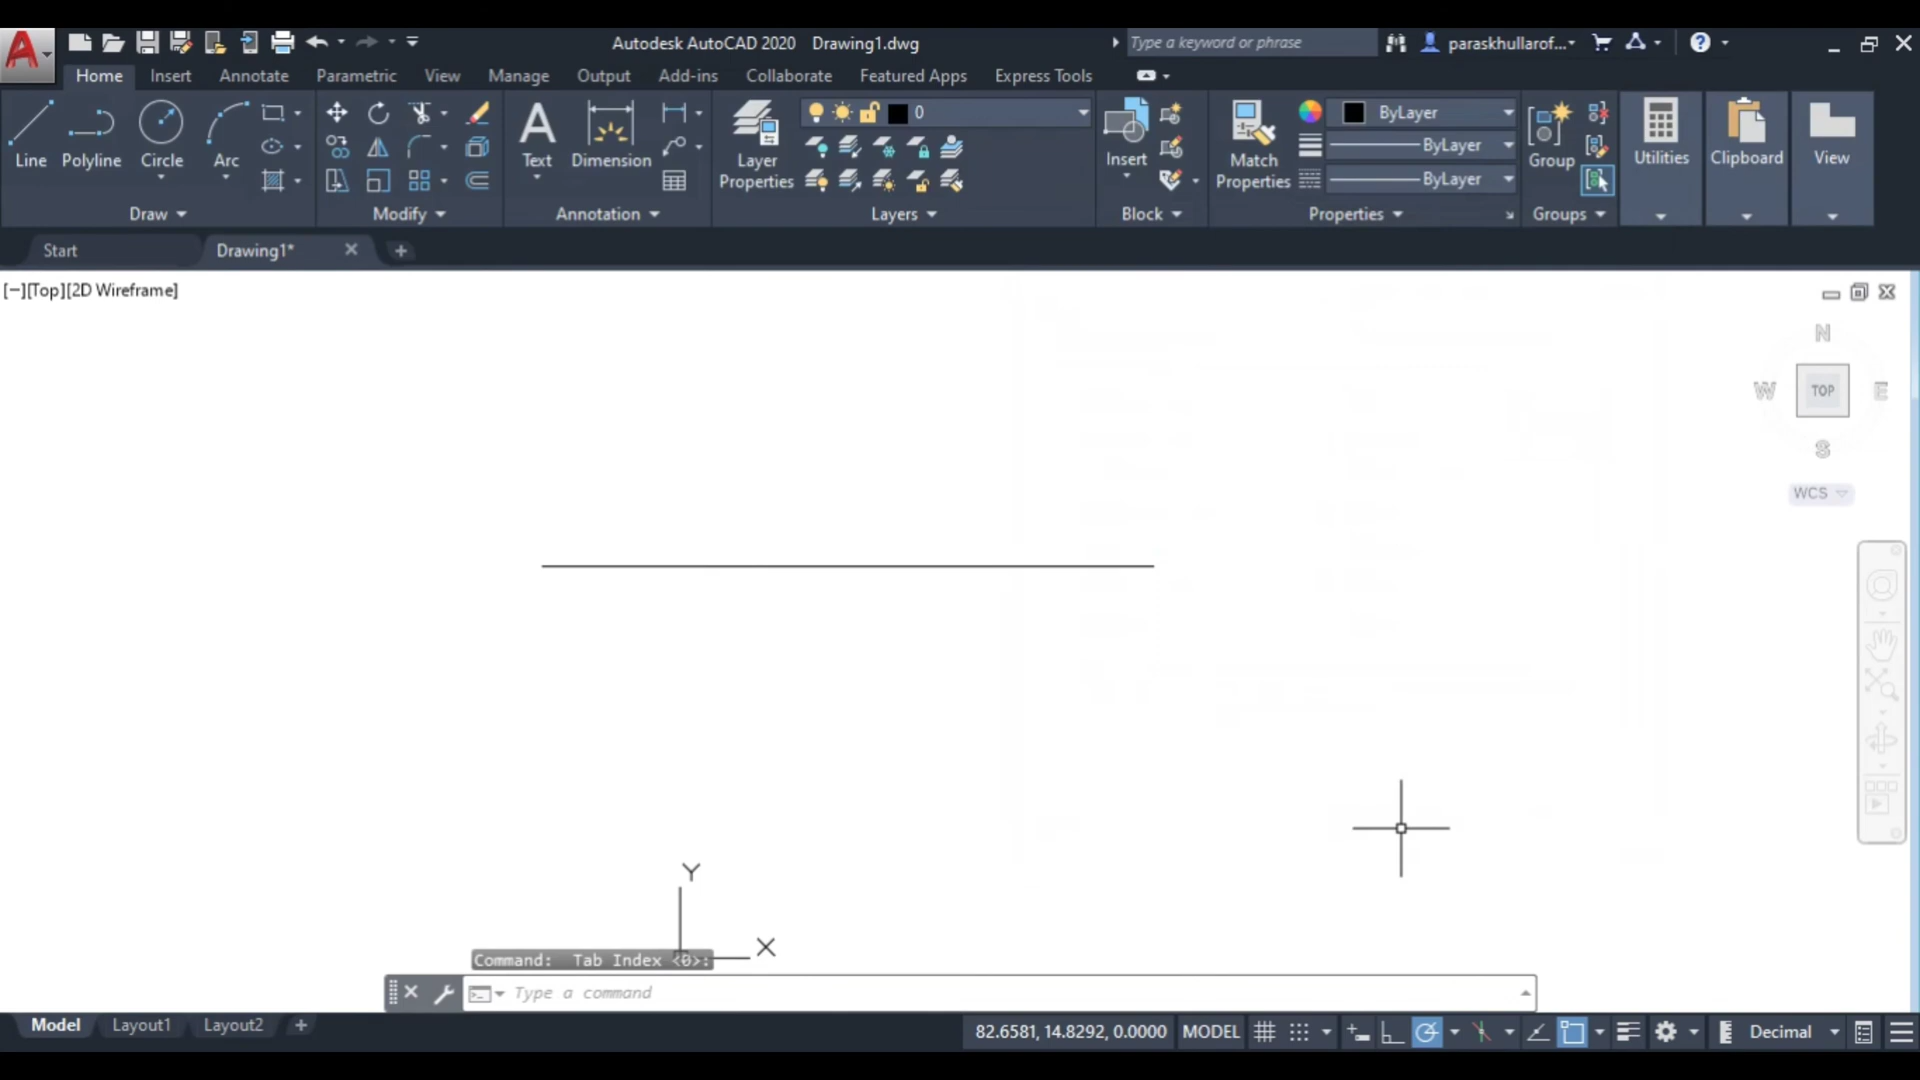 Autodesk AutoCAD 2020 Drawing1.dwg
Type a keyword or phrase
paraskhullarof...
Home Insert Annotate Parametric View Manage Output Add-ins Collaborate Featured Apps Express Tools
0
ByLayer
ByLayer
ByLayer
Line Polyline Circle Arc
Text Dimension
Layer Properties
Insert
Match Properties
Group
Utilities Clipboard View
Draw Modify Annotation Layers Block Properties Groups
Start Drawing1*
[−][Top][2D Wireframe]
N
W TOP E
S
WCS
Y
X
Command: Tab Index <0>:
Type a command
Model Layout1 Layout2
82.6581, 14.8292, 0.0000 MODEL
Decimal